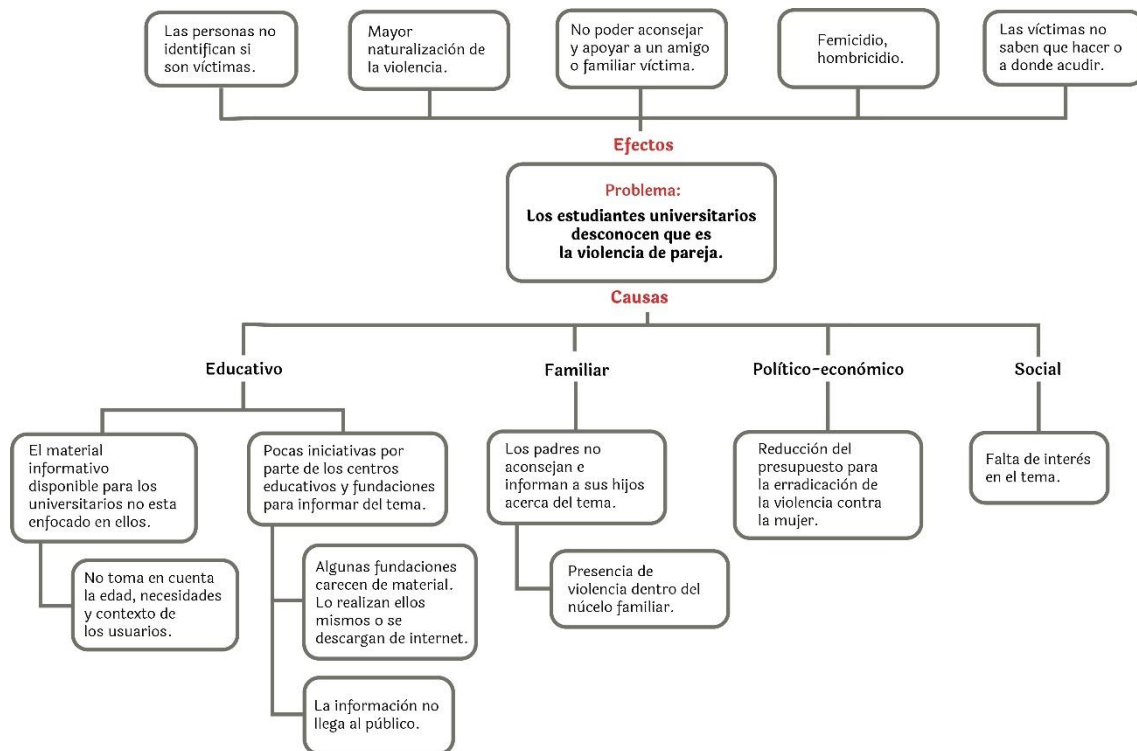 Las personas no
identifican si
son víctimas.
Mayor
naturalización de
la violencia.
No poder aconsejar
y apoyar a un amigo
o familiar víctima.
Femicidio,
hombricidio.
Las víctimas no
saben que hacer o
a donde acudir.
Efectos
Problema:
Los estudiantes universitarios
desconocen que es
la violencia de pareja.
Causas
Educativo
Familiar
Político-económico
Social
El material
informativo
disponible para los
universitarios no esta
enfocado en ellos.
Pocas iniciativas por
parte de los centros
educativos y fundaciones
para informar del tema.
Los padres no
aconsejan e
informan a sus hijos
acerca del tema.
Reducción del
presupuesto para
la erradicación de
la violencia contra
la mujer.
Falta de interés
en el tema.
No toma en cuenta
la edad, necesidades
y contexto de
los usuarios.
Algunas fundaciones
carecen de material.
Lo realizan ellos
mismos o se
descargan de internet.
Presencia de
violencia dentro del
núcelo familiar.
La información no
llega al público.